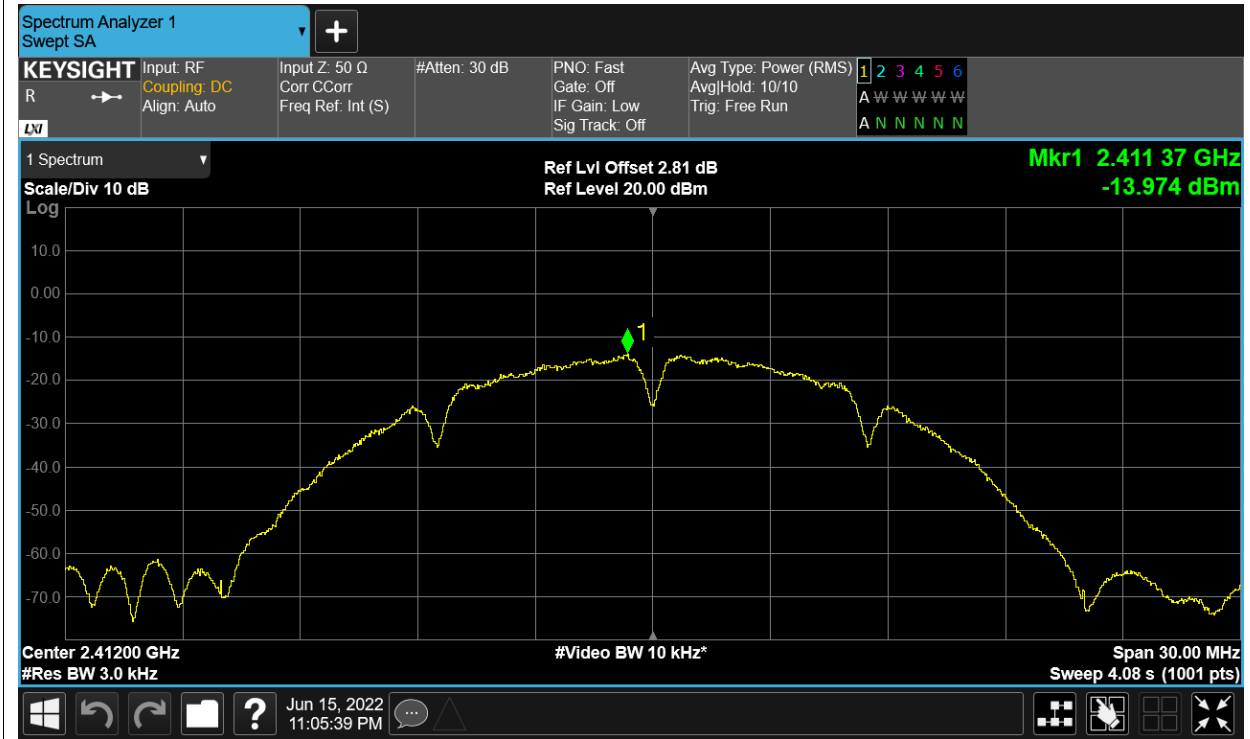 Spectrum Analyzer 1
Swept SA
KEYSIGHT
R
LXI
Input: RF
Coupling: DC
Align: Auto
Input Z: 50 Ω
Corr CCorr
Freq Ref: Int (S)
#Atten: 30 dB
PNO: Fast
Gate: Off
IF Gain: Low
Sig Track: Off
Avg Type: Power (RMS)
Avg|Hold: 10/10
Trig: Free Run
1 2 3 4 5 6
A W W W W W
A N N N N N
1 Spectrum
Scale/Div 10 dB
Log
Ref Lvl Offset 2.81 dB
Ref Level 20.00 dBm
Mkr1 2.411 37 GHz
-13.974 dBm
10.0
0.00
-10.0
1
-20.0
-30.0
-40.0
-50.0
-60.0
-70.0
Center 2.41200 GHz
#Res BW 3.0 kHz
#Video BW 10 kHz*
Span 30.00 MHz
Sweep 4.08 s (1001 pts)
?
Jun 15, 2022
11:05:39 PM